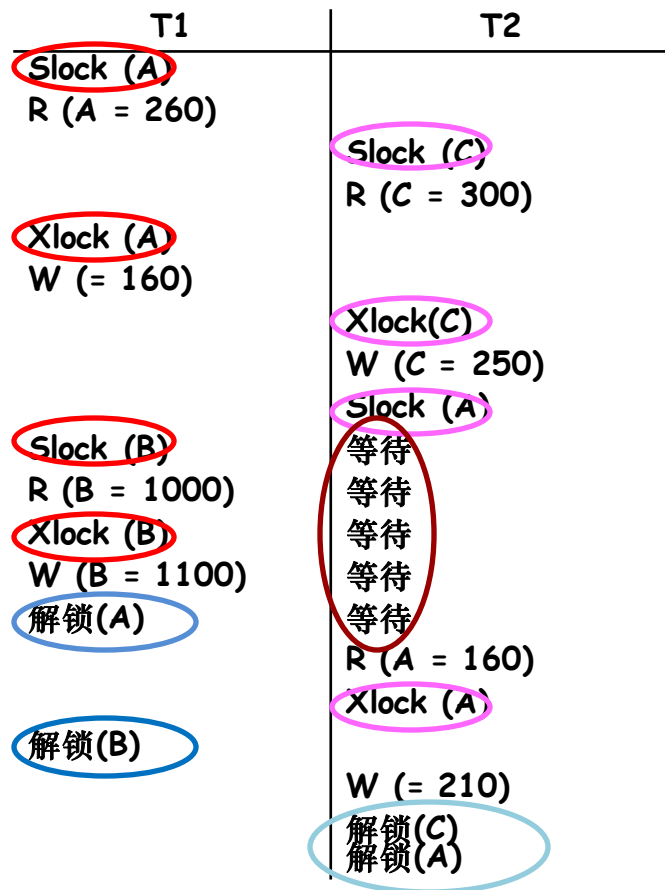 T1 T2
Slock (A)
R (A = 260)
Slock (C)
R (C = 300)
Xlock (A)
W (= 160)
Xlock(C)
W (C = 250)
Slock (A)
Slock (B) 等待
R (B = 1000) 等待
Xlock (B) 等待
W (B = 1100) 等待
解锁(A) 等待
R (A = 160)
Xlock (A)
解锁(B)
W (= 210)
解锁(C)
解锁(A)